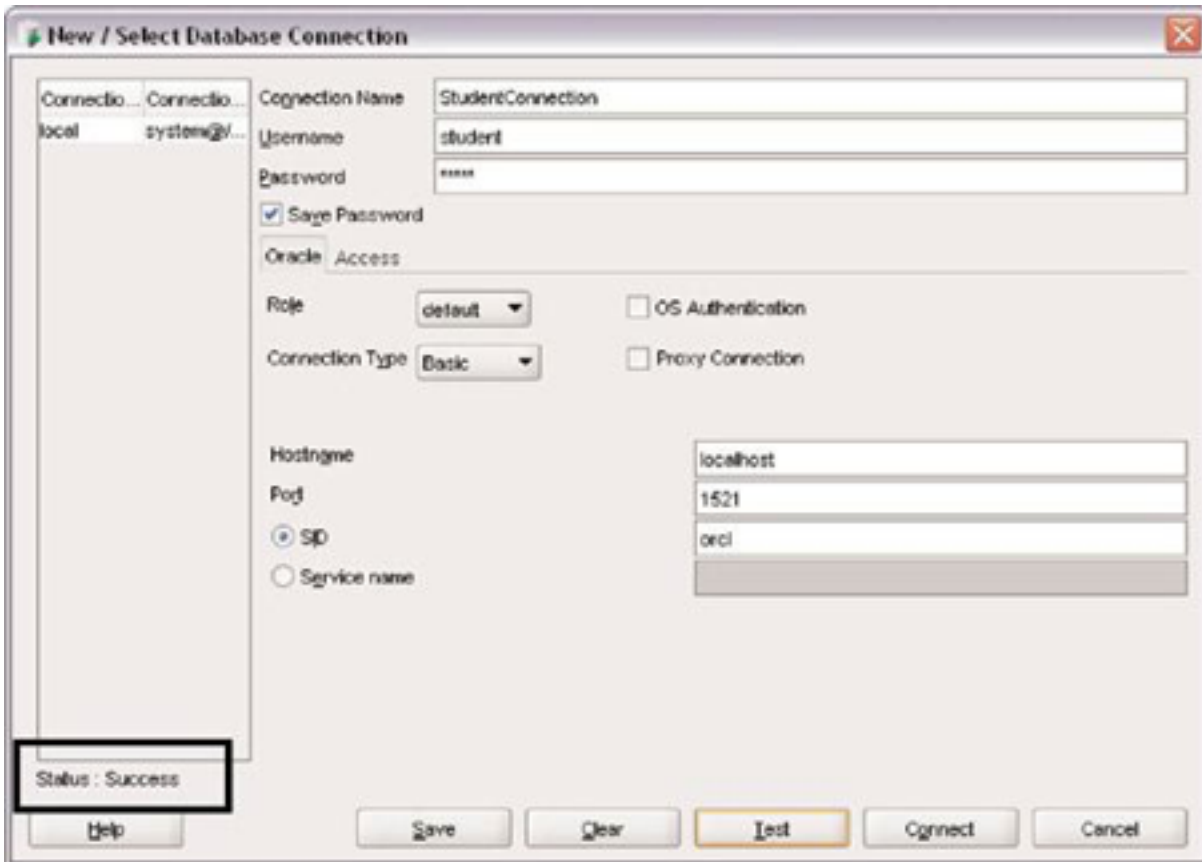 New / Select Database Connection
Connectio... Connectio...
local system@/...
Connection Name StudentConnection
Username student
Password *****
Save Password
Oracle Access
Role default OS Authentication
Connection Type Basic Proxy Connection
Hostname localhost
Port 1521
SID orcl
Service name
Status : Success
Help Save Clear Test Connect Cancel